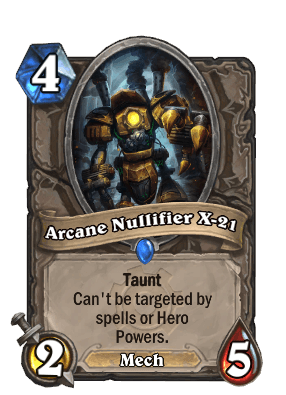 4
Arcane Nullifier X-21
Taunt
Can't be targeted by
spells or Hero
Powers.
2
Mech
5